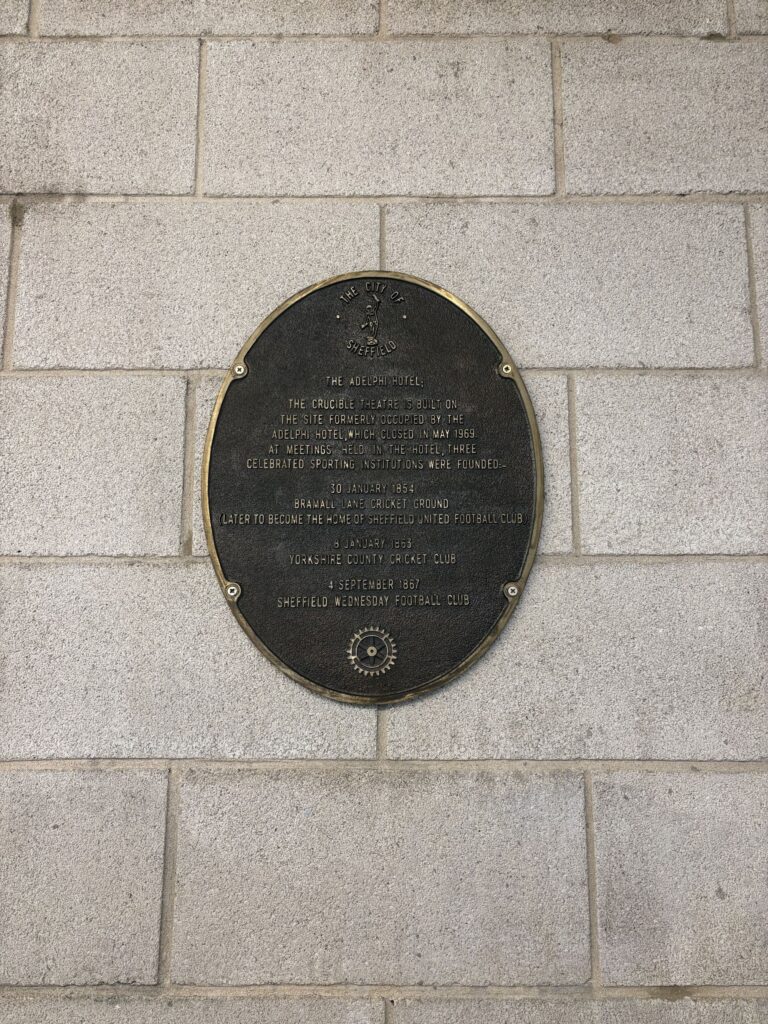 THE CITY OF
SHEFFIELD
THE ADELPHI HOTEL;
THE CRUCIBLE THEATRE IS BUILT ON
THE SITE FORMERLY OCCUPIED BY THE
ADELPHI HOTEL, WHICH CLOSED IN MAY 1969.
AT MEETINGS HELD IN THE HOTEL, THREE
CELEBRATED SPORTING INSTITUTIONS WERE FOUNDED:-
30 JANUARY 1854
BRAMALL LANE CRICKET GROUND
(LATER TO BECOME THE HOME OF SHEFFIELD UNITED FOOTBALL CLUB)
8 JANUARY 1863
YORKSHIRE COUNTY CRICKET CLUB
4 SEPTEMBER 1867
SHEFFIELD WEDNESDAY FOOTBALL CLUB